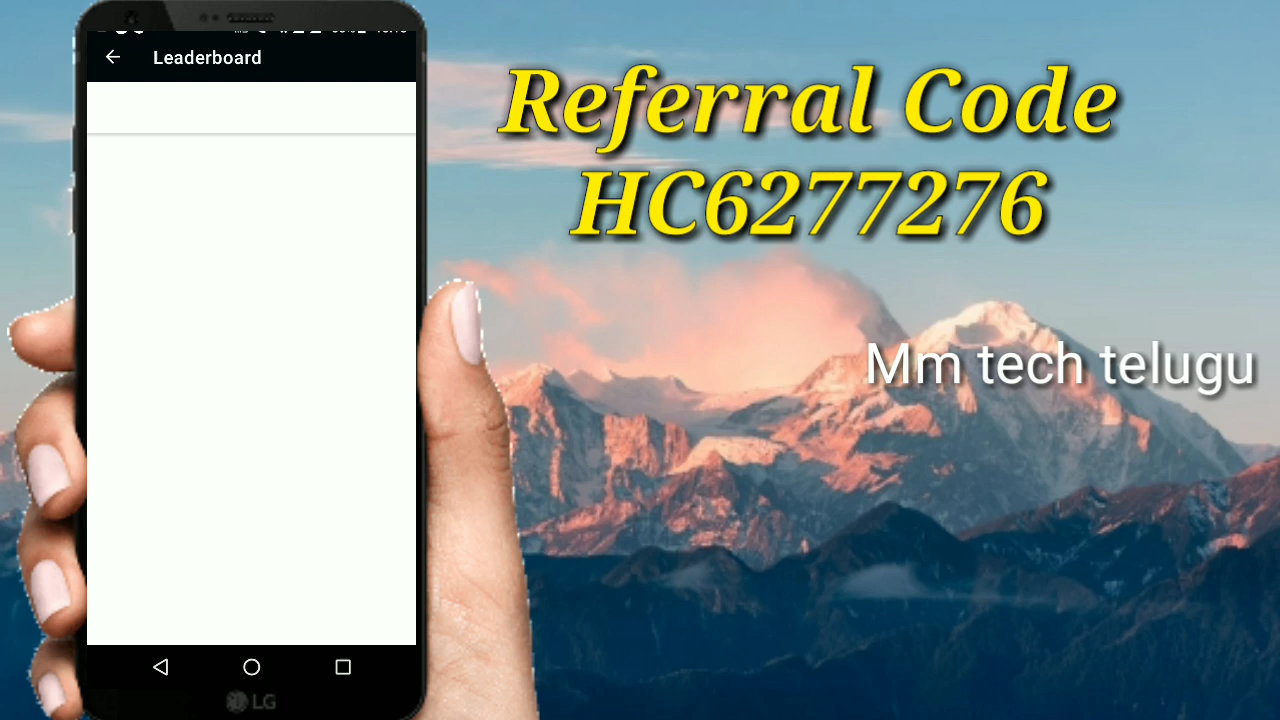 Leaderboard
Referral Code
HC6277276
Mm tech telugu
LG